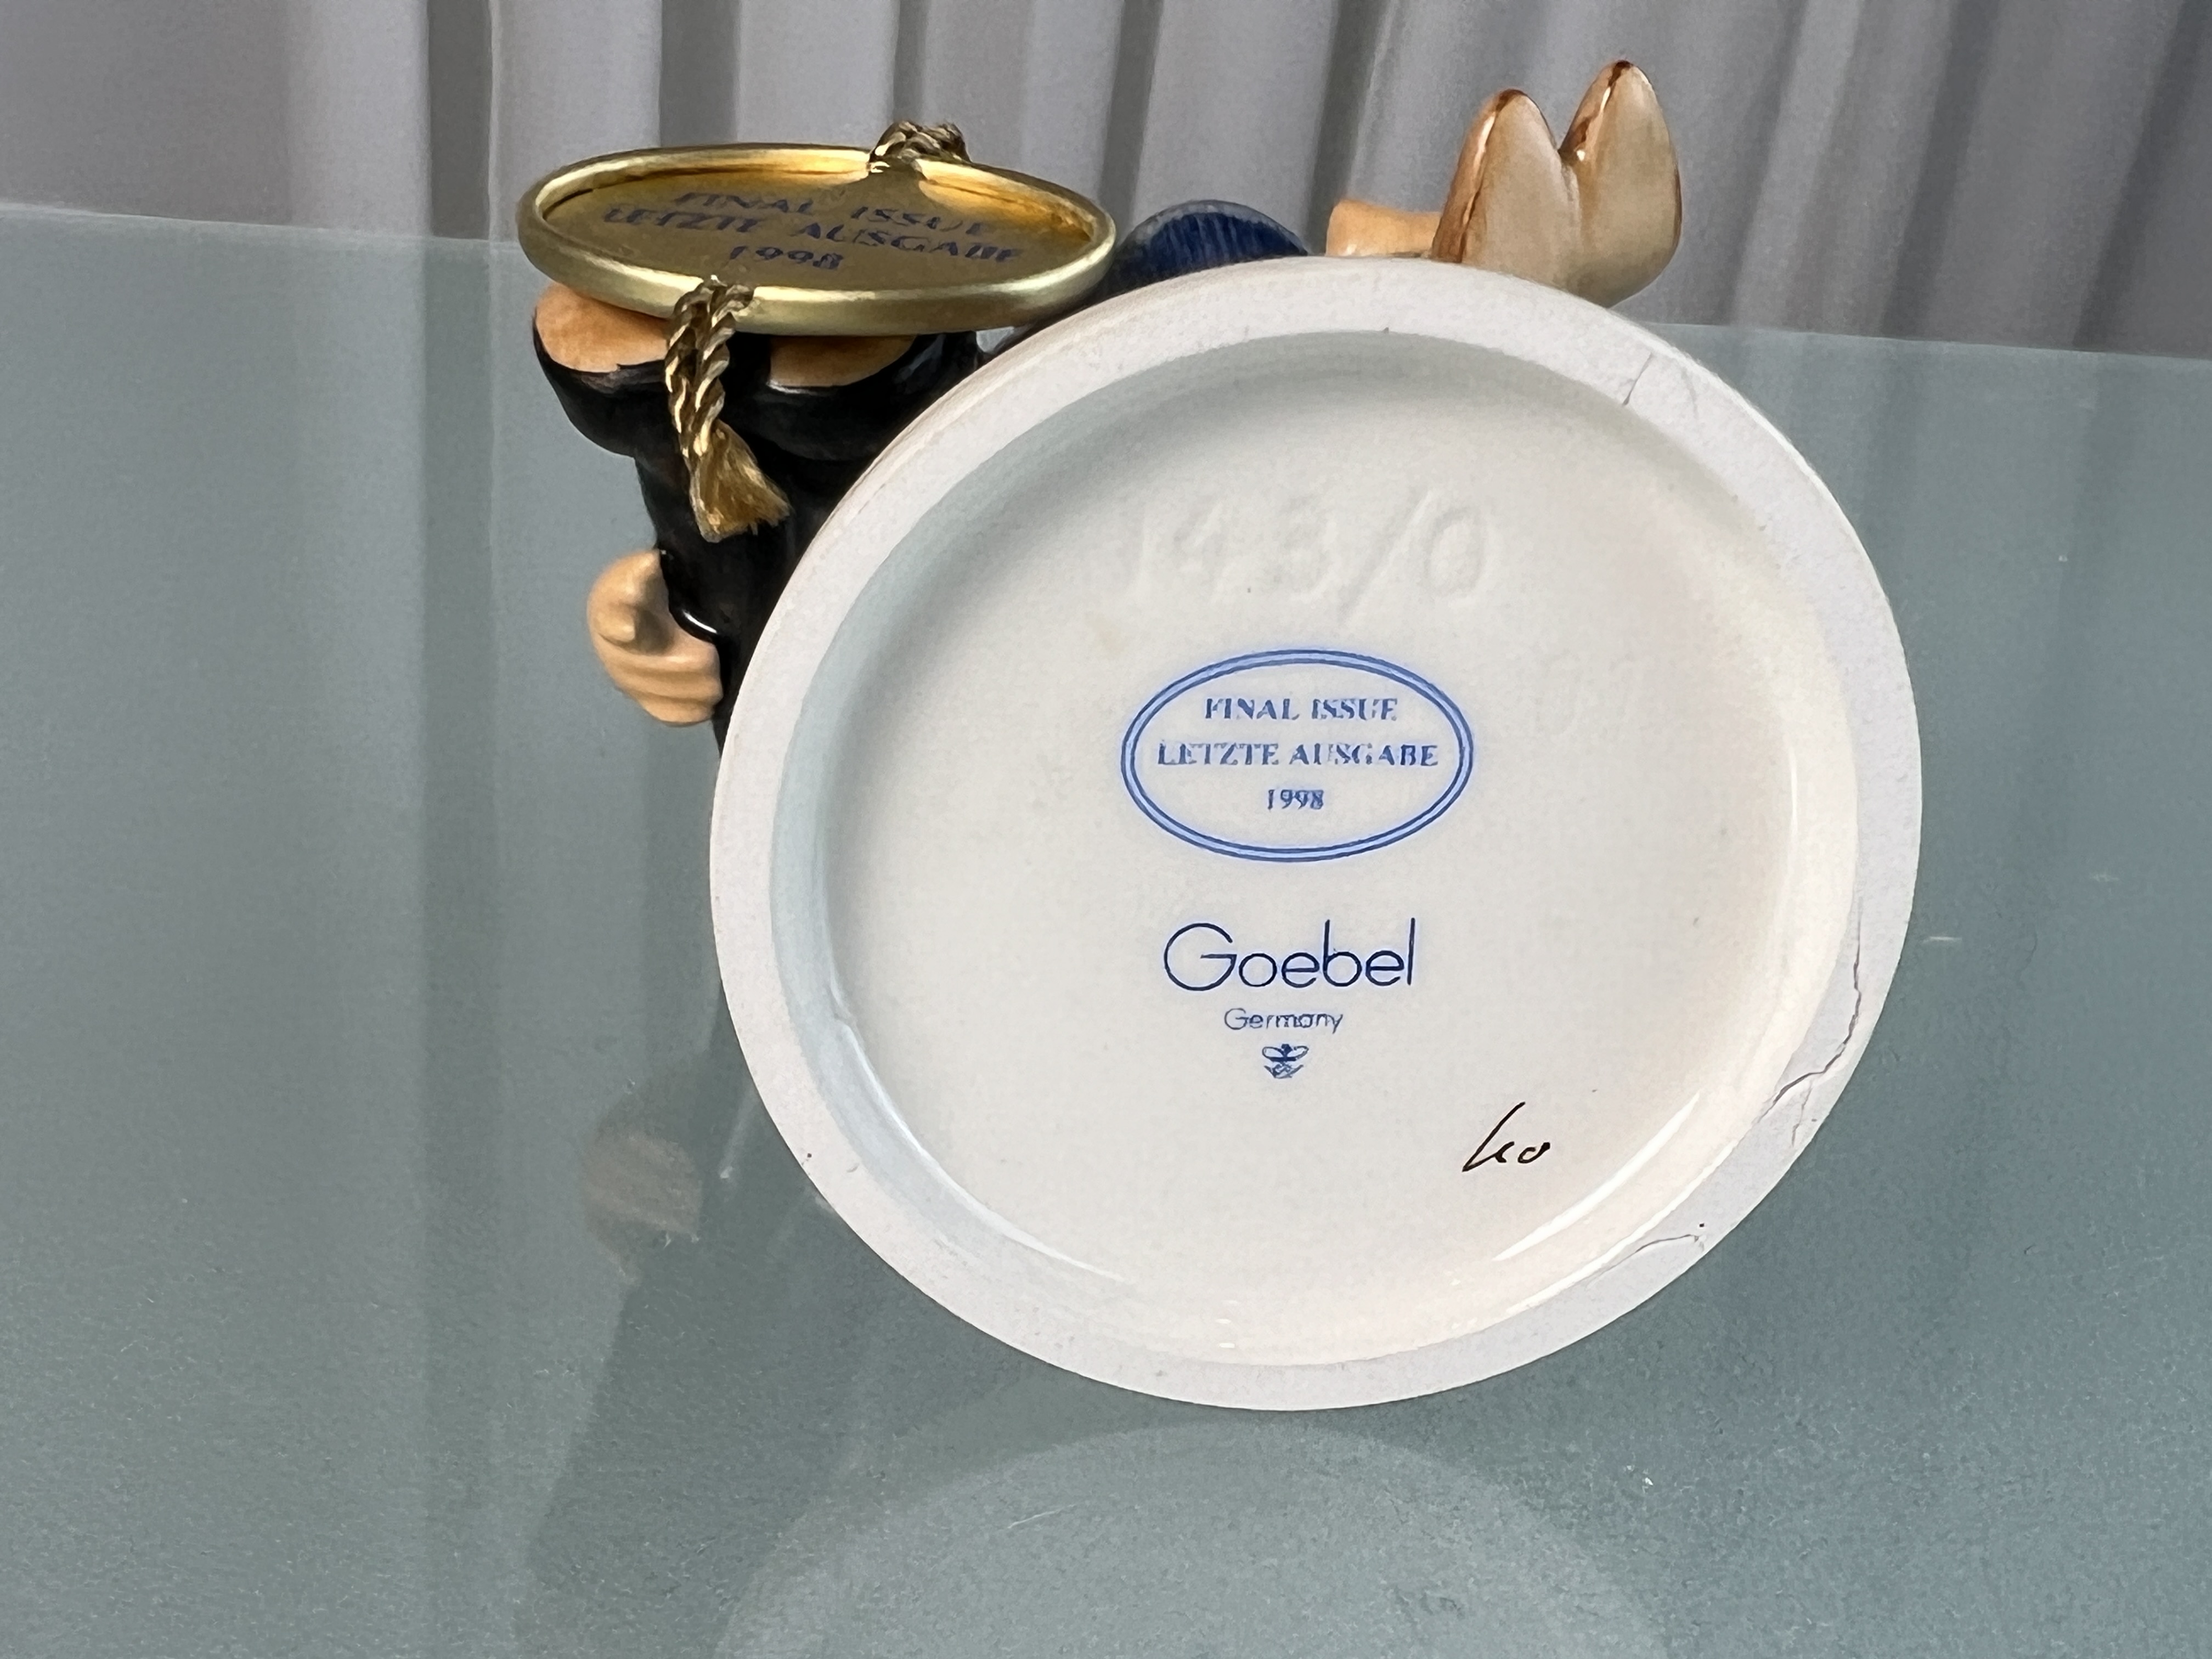 FINAL ISSUE
LETZTE AUSGABE
1998
143/0
FINAL ISSUE
LETZTE AUSGABE
1998
Goebel
Germany